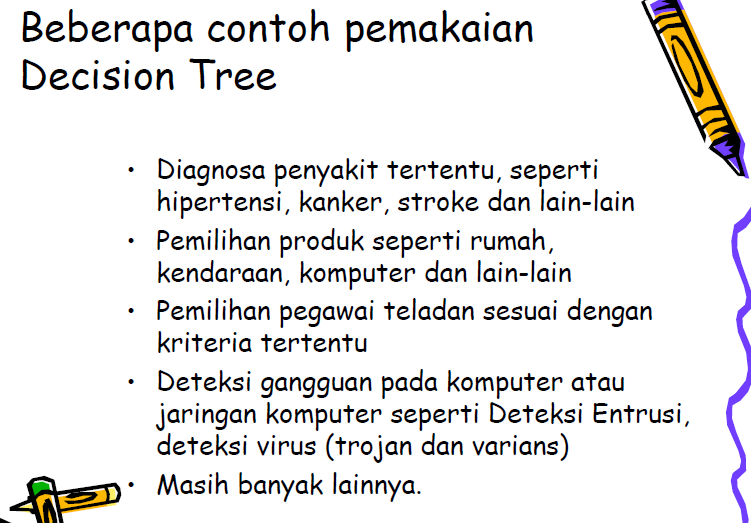 Beberapa contoh pemakaian
Decision Tree
• Diagnosa penyakit tertentu, seperti
hipertensi, kanker, stroke dan lain-lain
• Pemilihan produk seperti rumah,
kendaraan, komputer dan lain-lain
• Pemilihan pegawai teladan sesuai dengan
kriteria tertentu
• Deteksi gangguan pada komputer atau
jaringan komputer seperti Deteksi Entrusi,
deteksi virus (trojan dan varians)
• Masih banyak lainnya.